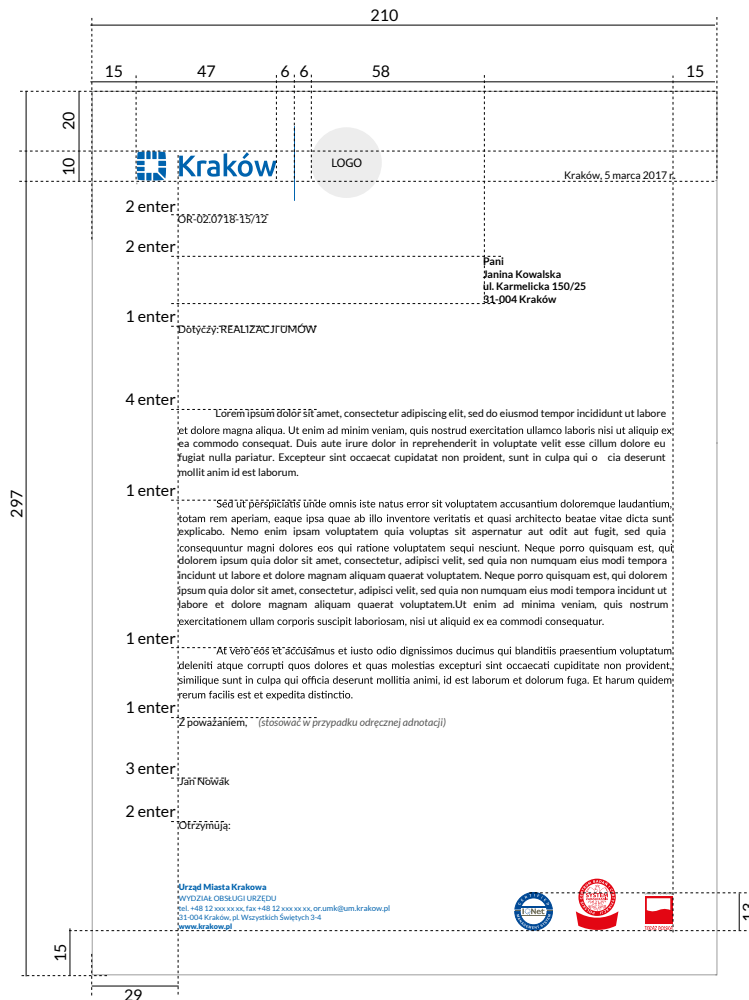 210
15 47 6 6 58 15
20
10
Kraków
LOGO
Kraków, 5 marca 2017 r.
2 enter
OR-02.0718-15/12
2 enter
Pani
Janina Kowalska
ul. Karmelicka 150/25
31-004 Kraków
1 enter
Dotyczy: REALIZACJI UMÓW
4 enter
Lorem ipsum dolor sit amet, consectetur adipiscing elit, sed do eiusmod tempor incididunt ut labore
et dolore magna aliqua. Ut enim ad minim veniam, quis nostrud exercitation ullamco laboris nisi ut aliquip ex
ea commodo consequat. Duis aute irure dolor in reprehenderit in voluptate velit esse cillum dolore eu
fugiat nulla pariatur. Excepteur sint occaecat cupidatat non proident, sunt in culpa qui o cia deserunt
mollit anim id est laborum.
1 enter
297
Sed ut perspiciatis unde omnis iste natus error sit voluptatem accusantium doloremque laudantium,
totam rem aperiam, eaque ipsa quae ab illo inventore veritatis et quasi architecto beatae vitae dicta sunt
explicabo. Nemo enim ipsam voluptatem quia voluptas sit aspernatur aut odit aut fugit, sed quia
consequuntur magni dolores eos qui ratione voluptatem sequi nesciunt. Neque porro quisquam est, qui
dolorem ipsum quia dolor sit amet, consectetur, adipisci velit, sed quia non numquam eius modi tempora
incidunt ut labore et dolore magnam aliquam quaerat voluptatem. Neque porro quisquam est, qui dolorem
ipsum quia dolor sit amet, consectetur, adipisci velit, sed quia non numquam eius modi tempora incidunt ut
labore et dolore magnam aliquam quaerat voluptatem.Ut enim ad minima veniam, quis nostrum
exercitationem ullam corporis suscipit laboriosam, nisi ut aliquid ex ea commodi consequatur.
1 enter
At vero eos et accusamus et iusto odio dignissimos ducimus qui blanditiis praesentium voluptatum
deleniti atque corrupti quos dolores et quas molestias excepturi sint occaecati cupiditate non provident,
similique sunt in culpa qui officia deserunt mollitia animi, id est laborum et dolorum fuga. Et harum quidem
rerum facilis est et expedita distinctio.
1 enter
Z poważaniem, (stosować w przypadku odręcznej adnotacji)
3 enter
Jan Nowak
2 enter
Otrzymują:
Urząd Miasta Krakowa
WYDZIAŁ OBSŁUGI URZĘDU
tel. +48 12 xxx xx xx, fax +48 12 xxx xx xx, or.umk@um.krakow.pl
31-004 Kraków, pl. Wszystkich Świętych 3-4
www.krakow.pl
IQNet
SYSTEM
13
15
29